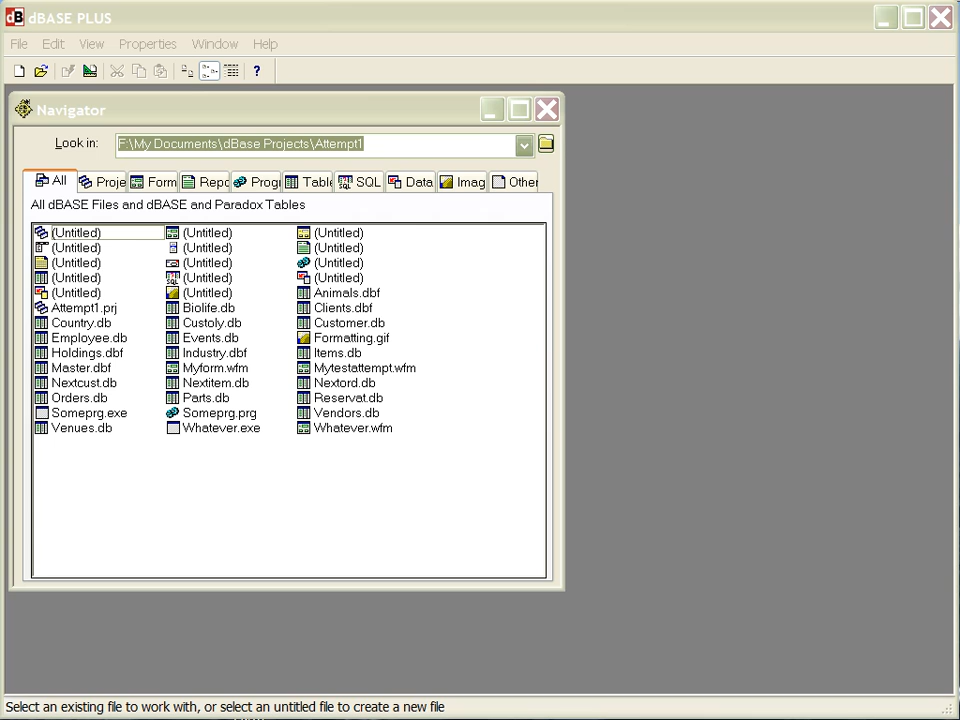 dBASE PLUS
File Edit View Properties Window Help
Navigator
Look in: F:\My Documents\dBase Projects\Attempt1
All Proje Form Repo Progr Table SQL Data Imag Other
All dBASE Files and dBASE and Paradox Tables
(Untitled) (Untitled) (Untitled)
(Untitled) (Untitled) (Untitled)
(Untitled) (Untitled) (Untitled)
(Untitled) (Untitled) (Untitled)
(Untitled) (Untitled) Animals.dbf
Attempt1.prj Biolife.db Clients.dbf
Country.db Custoly.db Customer.db
Employee.db Events.db Formatting.gif
Holdings.dbf Industry.dbf Items.db
Master.dbf Myform.wfm Mytestattempt.wfm
Nextcust.db Nextitem.db Nextord.db
Orders.db Parts.db Reservat.db
Someprg.exe Someprg.prg Vendors.db
Venues.db Whatever.exe Whatever.wfm
Select an existing file to work with, or select an untitled file to create a new file